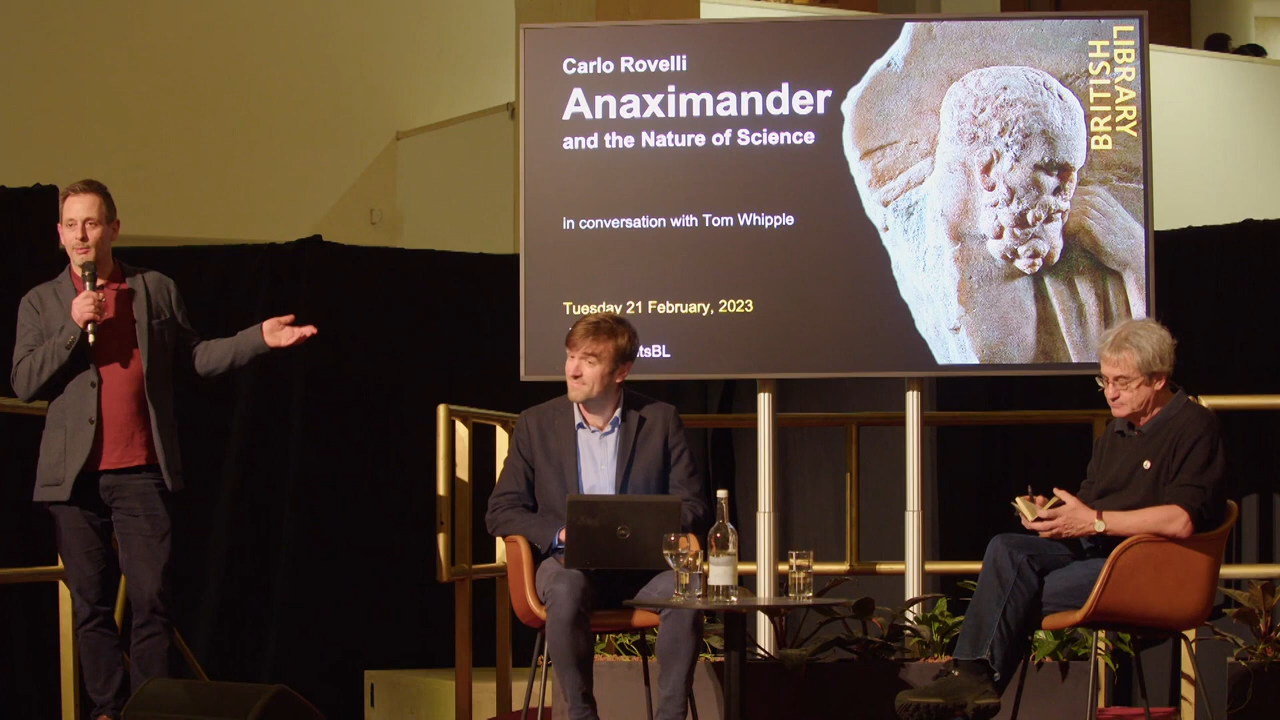 Carlo Rovelli
Anaximander
and the Nature of Science
in conversation with Tom Whipple
Tuesday 21 February, 2023
LIBRARY
BRITISH